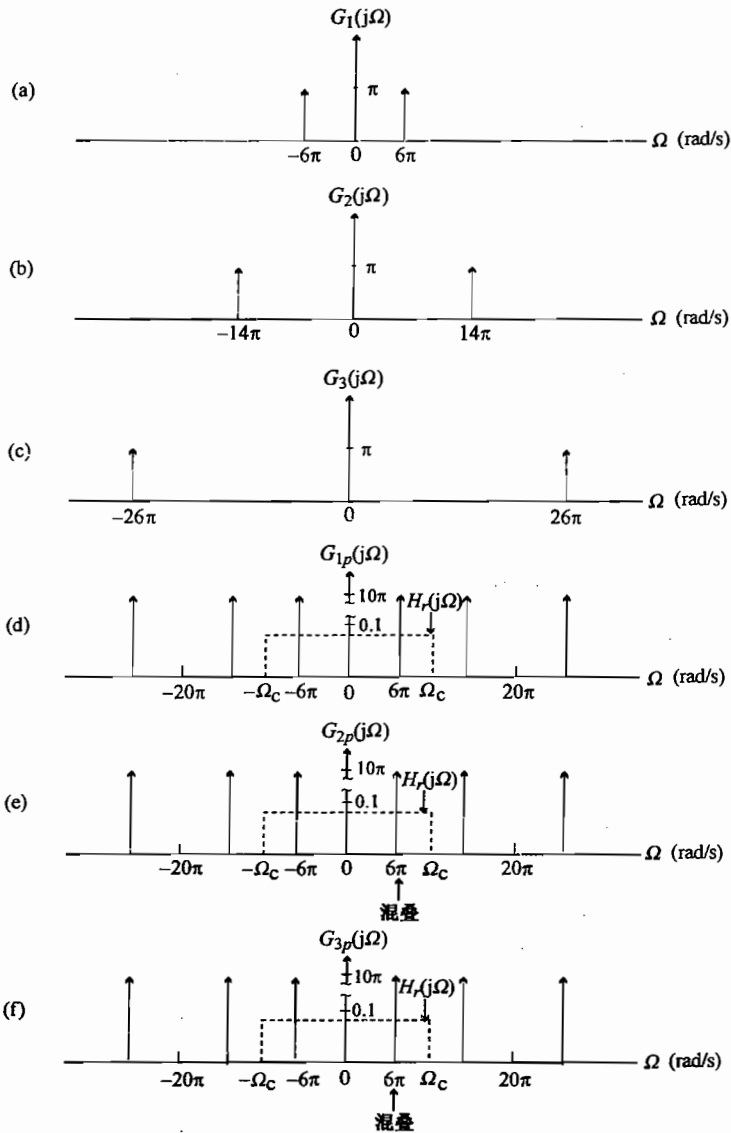 G₁(jΩ)
(a)
π
−6π 0 6π
Ω (rad/s)
G₂(jΩ)
(b)
π
−14π 0 14π
Ω (rad/s)
G₃(jΩ)
(c)
π
−26π 0 26π
Ω (rad/s)
G₁ₚ(jΩ)
(d)
10π
0.1
Hᵣ(jΩ)
−20π −Ωc −6π 0 6π Ωc 20π
Ω (rad/s)
G₂ₚ(jΩ)
(e)
10π
0.1
Hᵣ(jΩ)
−20π −Ωc −6π 0 6π Ωc 20π
Ω (rad/s)
混叠
G₃ₚ(jΩ)
(f)
10π
0.1
Hᵣ(jΩ)
−20π −Ωc −6π 0 6π Ωc 20π
Ω (rad/s)
混叠